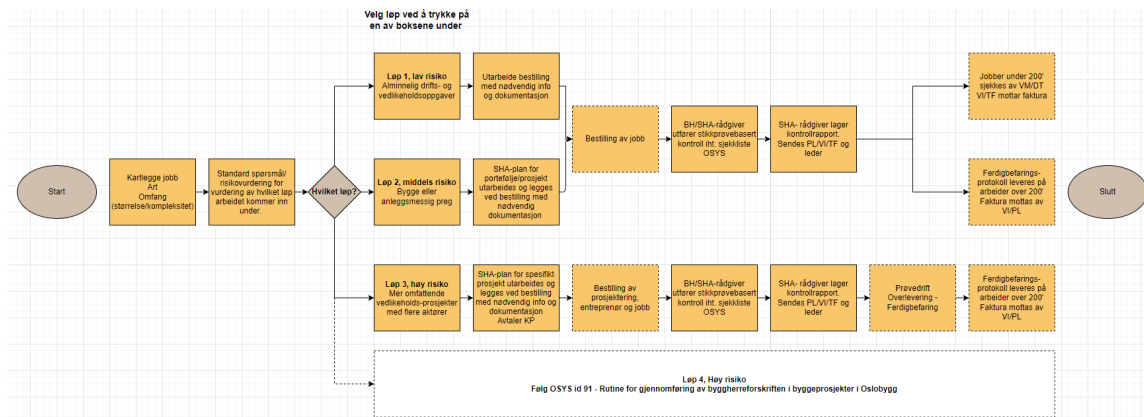 Velg løp ved å trykke på
en av boksene under
Start
Kartlegge jobb
Art
Omfang
(størrelse/kompleksitet)
Standard spørsmål/
risikovurdering for
vurdering av hvilket løp
arbeidet kommer inn
under.
Hvilket løp?
Løp 1, lav risiko
Alminnelig drifts- og
vedlikeholdsoppgaver
Utarbeide bestilling
med nødvendig info
og dokumentasjon
Løp 2, middels risiko
Bygge eller
anleggsmessig preg
SHA-plan for
portefølje/prosjekt
utarbeides og legges
ved bestilling med
nødvendig
dokumentasjon
Bestilling av jobb
BH/SHA-rådgiver
utfører stikkprøvebasert
kontroll iht. sjekkliste
OSYS
SHA- rådgiver lager
kontrollrapport.
Sendes PL/VI/TF og
leder
Jobber under 200'
sjekkes av VM/DT
VI/TF mottar faktura
Ferdigbefarings-
protokoll leveres på
arbeider over 200'
Faktura mottas av
VI/PL
Slutt
Løp 3, høy risiko
Mer omfattende
vedlikeholds-prosjekter
med flere aktører
SHA-plan for spesifikt
prosjekt utarbeides og
legges ved bestilling
med nødvendig info og
dokumentasjon
Avtaler KP
Bestilling av
prosjektering,
entreprenør og jobb
BH/SHA-rådgiver
utfører stikkprøvebasert
kontroll iht. sjekkliste
OSYS
SHA- rådgiver lager
kontrollrapport.
Sendes PL/VI/TF og
leder
Prøvedrift
Overlevering -
Ferdigbefaring
Ferdigbefarings-
protokoll leveres på
arbeider over 200'
Faktura mottas av
VI/PL
Løp 4, Høy risiko
Følg OSYS id 91 - Rutine for gjennomføring av byggherreforskriften i byggeprosjekter i Oslobygg